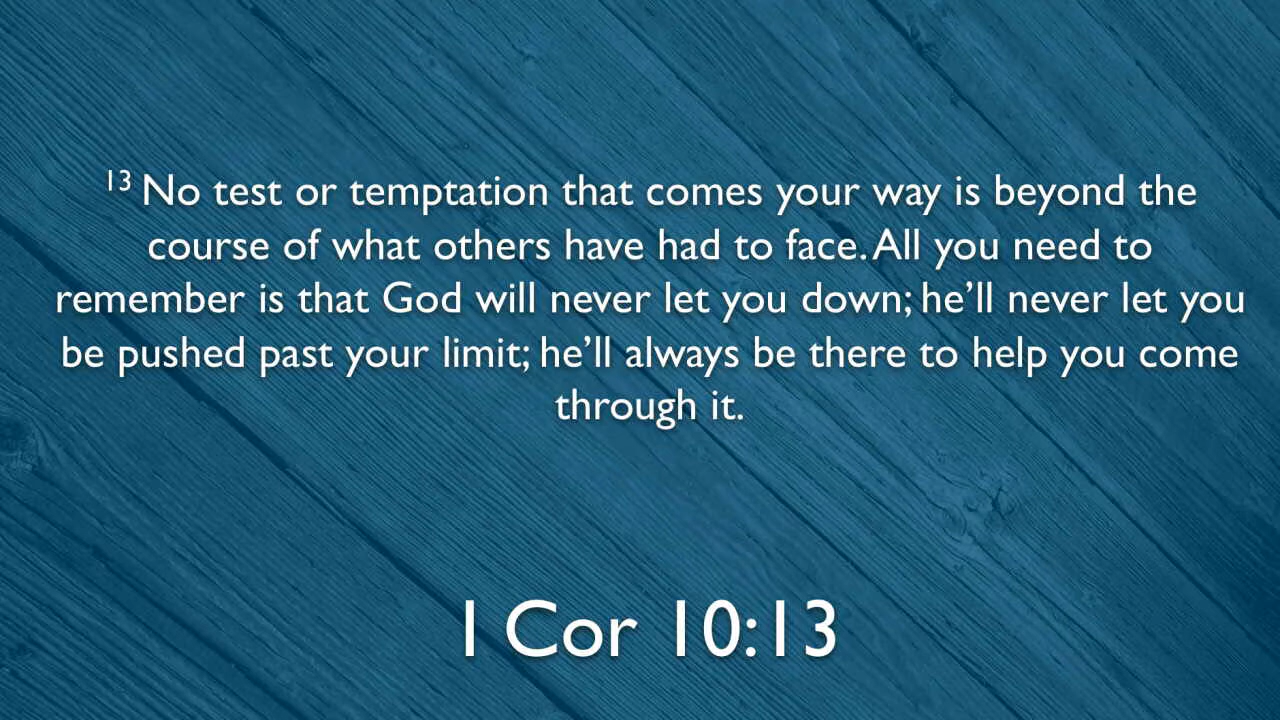 13 No test or temptation that comes your way is beyond the
course of what others have had to face. All you need to
remember is that God will never let you down; he’ll never let you
be pushed past your limit; he’ll always be there to help you come
through it.
1 Cor 10:13